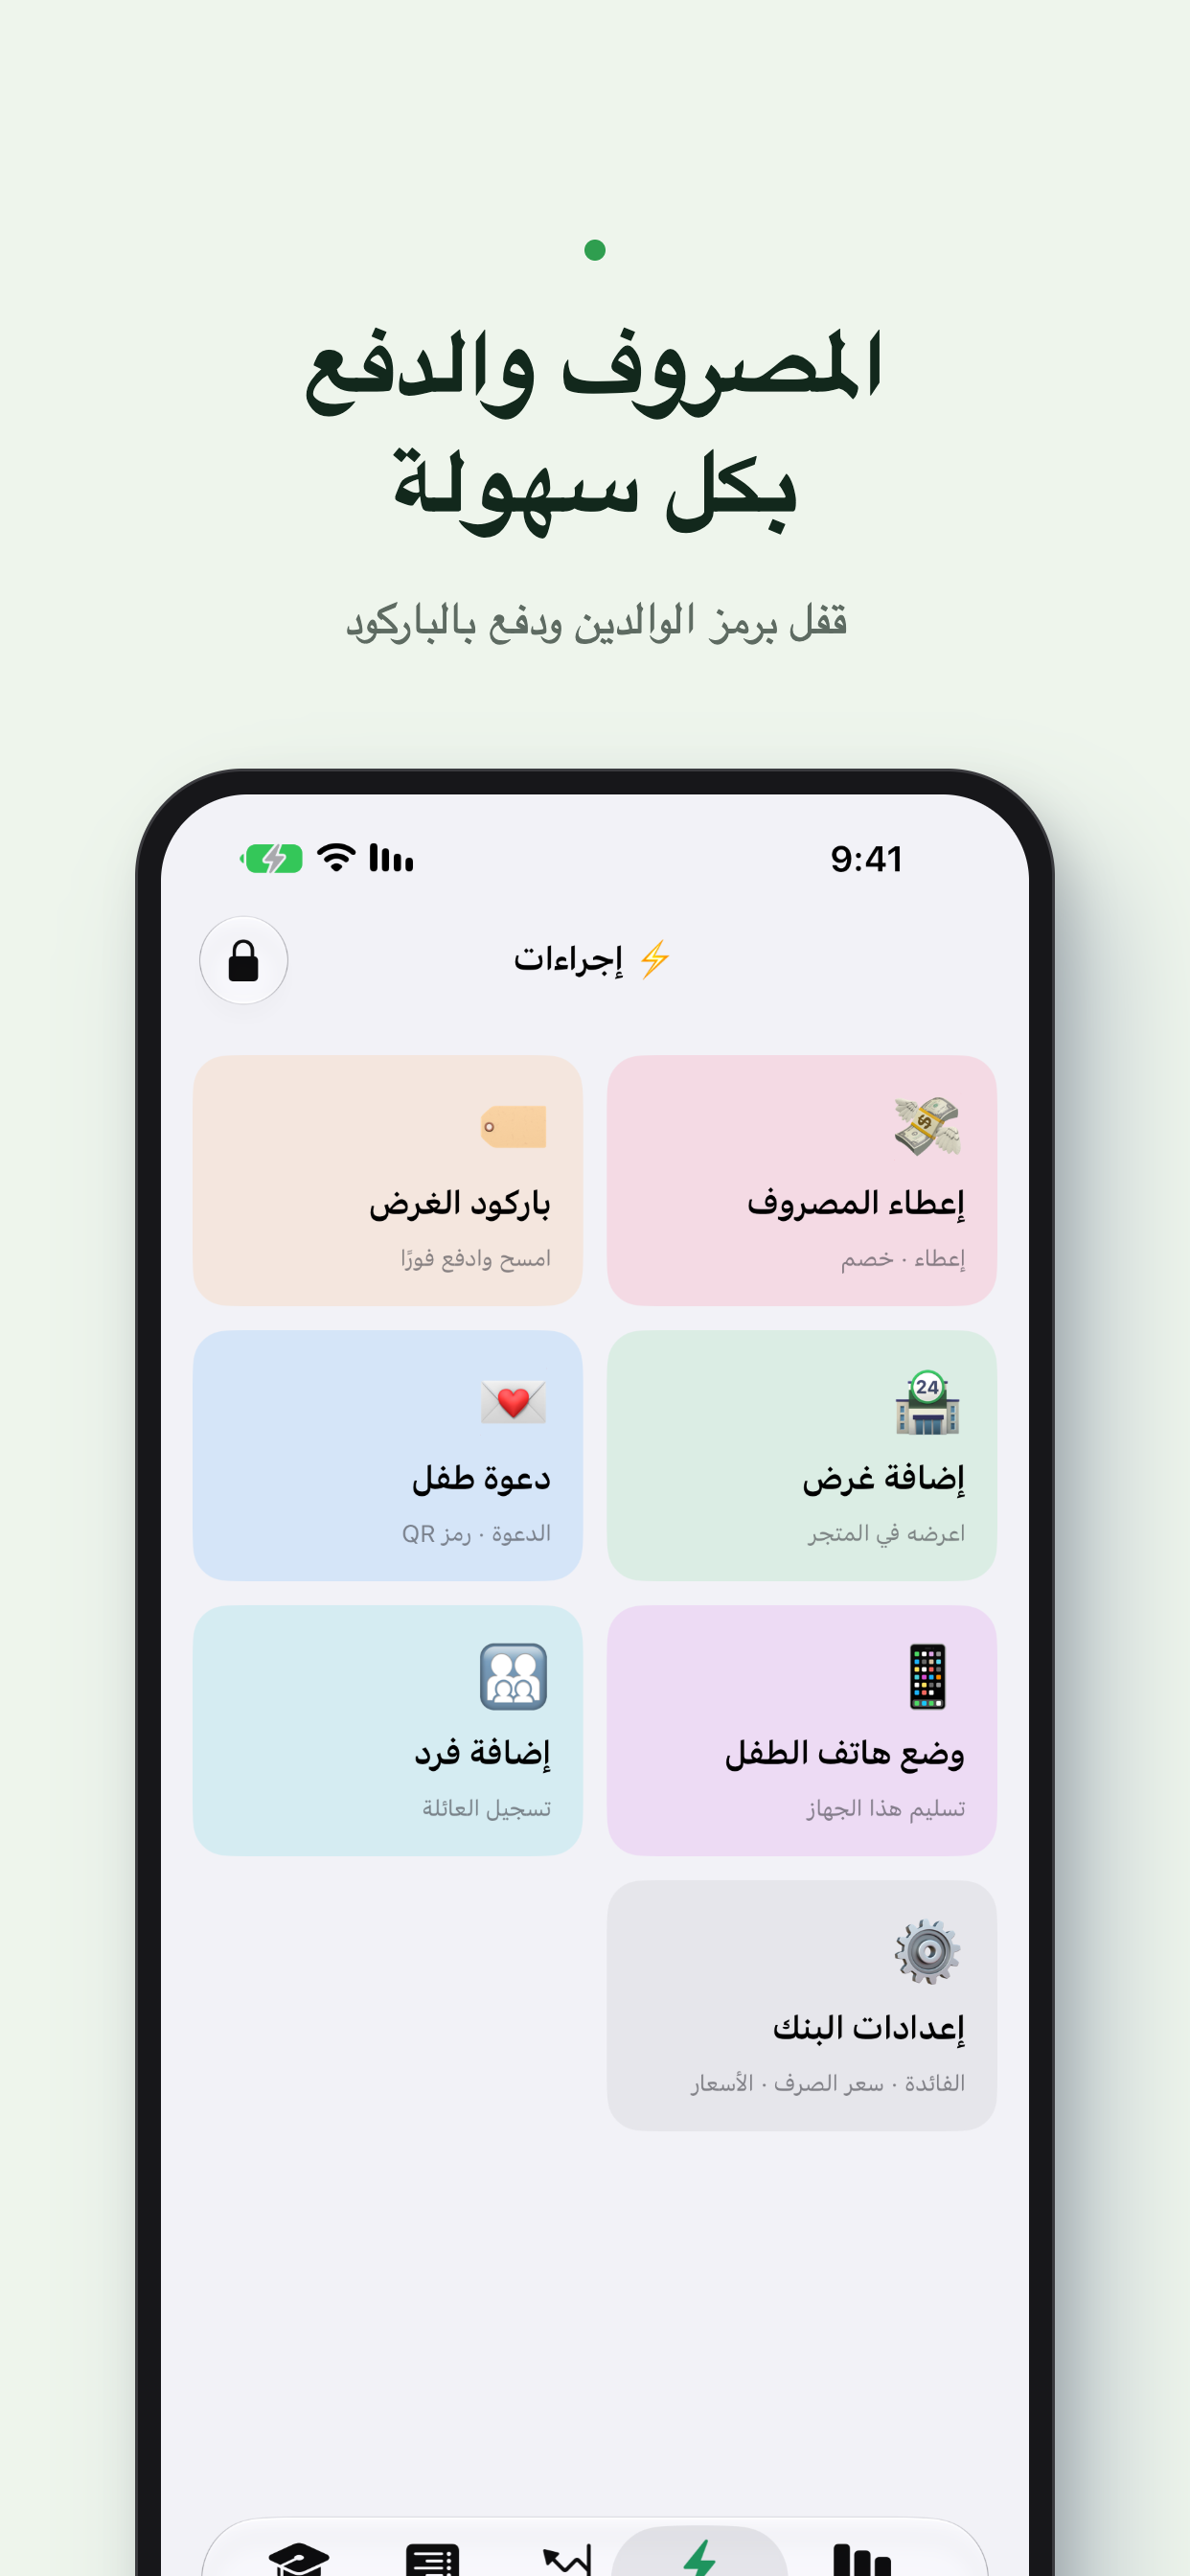 المصروف والدفع
بكل سهولة
قفل برمز الوالدين ودفع بالباركود
9:41
⚡ إجراءات
إعطاء المصروف
إعطاء · خصم
باركود الغرض
امسح وادفع فورًا
24
إضافة غرض
اعرضه في المتجر
دعوة طفل
الدعوة · رمز QR
وضع هاتف الطفل
تسليم هذا الجهاز
إضافة فرد
تسجيل العائلة
إعدادات البنك
الفائدة · سعر الصرف · الأسعار